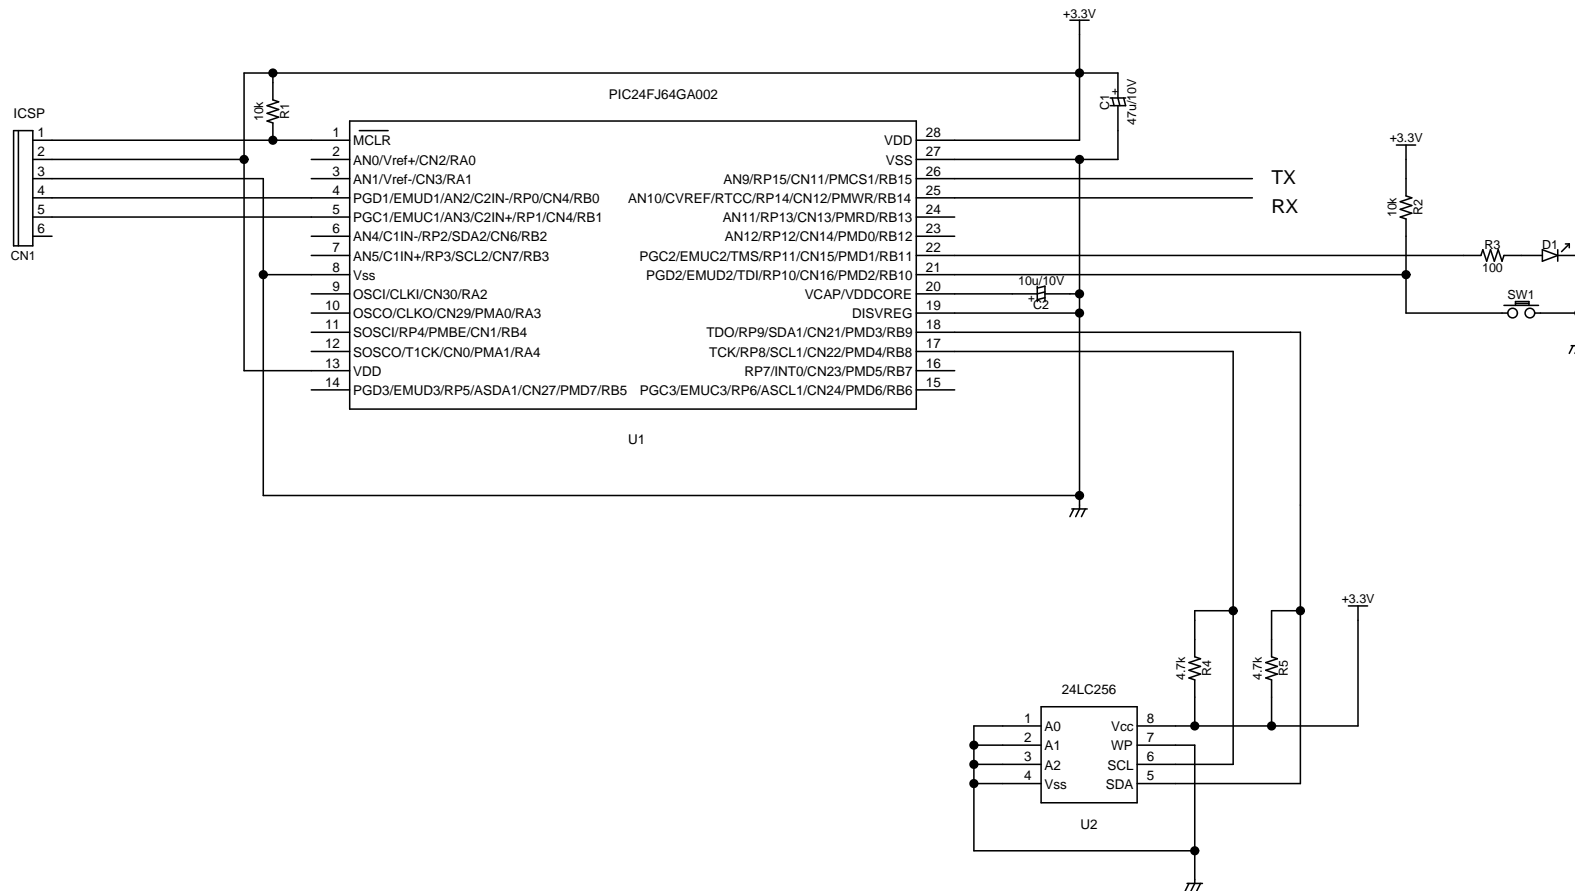 +3.3V
PIC24FJ64GA002
ICSP
10k
R1
C1
+
47u/10V
1
2
3
4
5
6
CN1
1 MCLR
2 AN0/Vref+/CN2/RA0
3 AN1/Vref-/CN3/RA1
4 PGD1/EMUD1/AN2/C2IN-/RP0/CN4/RB0
5 PGC1/EMUC1/AN3/C2IN+/RP1/CN4/RB1
6 AN4/C1IN-/RP2/SDA2/CN6/RB2
7 AN5/C1IN+/RP3/SCL2/CN7/RB3
8 Vss
9 OSCI/CLKI/CN30/RA2
10 OSCO/CLKO/CN29/PMA0/RA3
11 SOSCI/RP4/PMBE/CN1/RB4
12 SOSCO/T1CK/CN0/PMA1/RA4
13 VDD
14 PGD3/EMUD3/RP5/ASDA1/CN27/PMD7/RB5
VDD 28
VSS 27
AN9/RP15/CN11/PMCS1/RB15 26
AN10/CVREF/RTCC/RP14/CN12/PMWR/RB14 25
AN11/RP13/CN13/PMRD/RB13 24
AN12/RP12/CN14/PMD0/RB12 23
PGC2/EMUC2/TMS/RP11/CN15/PMD1/RB11 22
PGD2/EMUD2/TDI/RP10/CN16/PMD2/RB10 21
VCAP/VDDCORE 20
DISVREG 19
TDO/RP9/SDA1/CN21/PMD3/RB9 18
TCK/RP8/SCL1/CN22/PMD4/RB8 17
RP7/INT0/CN23/PMD5/RB7 16
PGC3/EMUC3/RP6/ASCL1/CN24/PMD6/RB6 15
U1
TX
RX
10u/10V
+
C2
+3.3V
10k
R2
R3
100
D1
SW1
+3.3V
4.7k
R4
4.7k
R5
24LC256
1 A0
2 A1
3 A2
4 Vss
Vcc 8
WP 7
SCL 6
SDA 5
U2